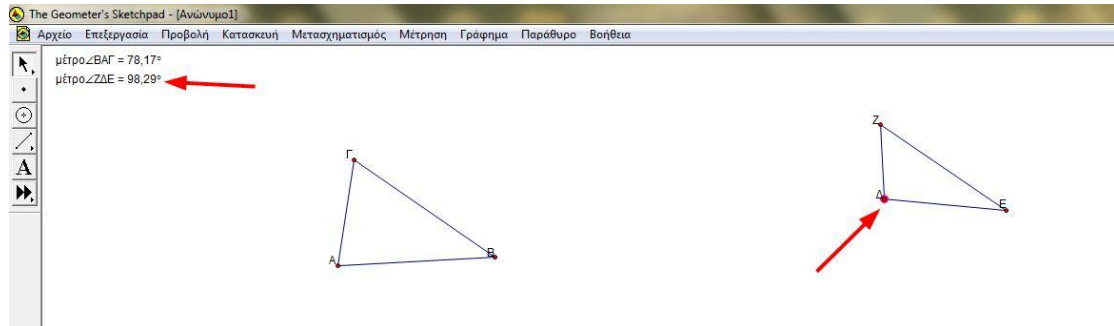 The Geometer's Sketchpad - [Ανώνυμο1]
Αρχείο Επεξεργασία Προβολή Κατασκευή Μετασχηματισμός Μέτρηση Γράφημα Παράθυρο Βοήθεια
μέτρο∠ΒΑΓ = 78,17°
μέτρο∠ΖΔΕ = 98,29°
A
Γ
Α
Β
Ζ
Δ
Ε